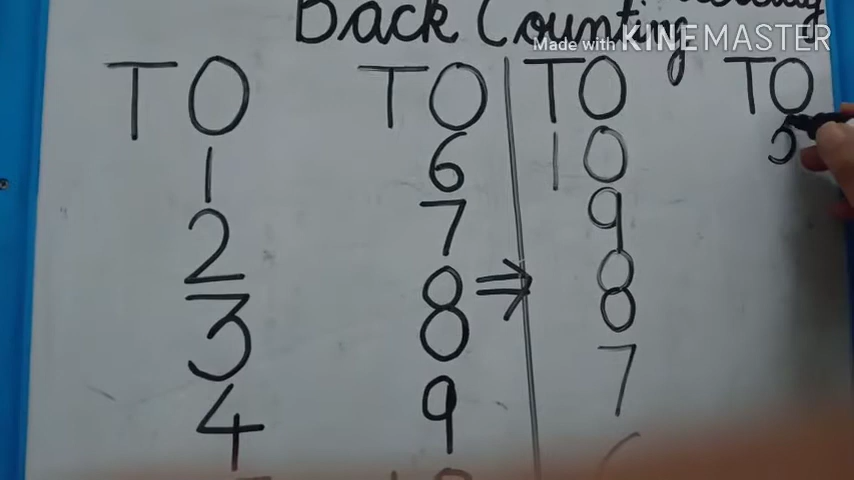 Back Counting
Made with KINEMASTER
TO TO TO TO
1 6 10 5
2 7 9
3 8 ⇒ 8
4 9 7